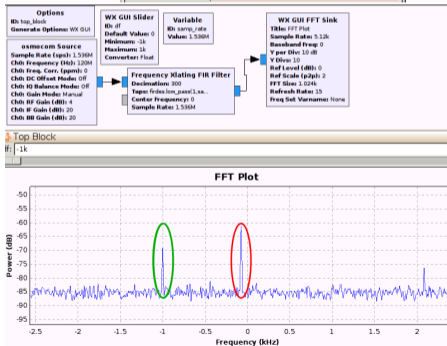 Options
ID: top_block
Generate Options: WX GUI
WX GUI Slider
ID: df
Default Value: 0
Minimum: -1k
Maximum: 1k
Converter: Float
Variable
ID: samp_rate
Value: 1.536M
WX GUI FFT Sink
Title: FFT Plot
Sample Rate: 5.12k
Baseband Freq: 0
Y per Div: 10 dB
Y Divs: 10
Ref Level (dB): 0
Ref Scale (p2p): 2
FFT Size: 1.024k
Refresh Rate: 15
Freq Set Varname: None
osmocom Source
Sample Rate (sps): 1.536M
Ch0: Frequency (Hz): 120M
Ch0: Freq. Corr. (ppm): 0
Ch0: DC Offset Mode: Off
Ch0: IQ Balance Mode: Off
Ch0: Gain Mode: Manual
Ch0: RF Gain (dB): 4
Ch0: IF Gain (dB): 20
Ch0: BB Gain (dB): 20
Frequency Xlating FIR Filter
Decimation: 300
Taps: firdes.low_pass(1,sa...
Center Frequency: 0
Sample Rate: 1.536M
Top Block
df: -1k
FFT Plot
Power (dB)
-50
-55
-60
-65
-70
-75
-80
-85
-90
-95
-2.5 -2 -1.5 -1 -0.5 0 0.5 1 1.5 2
Frequency (kHz)